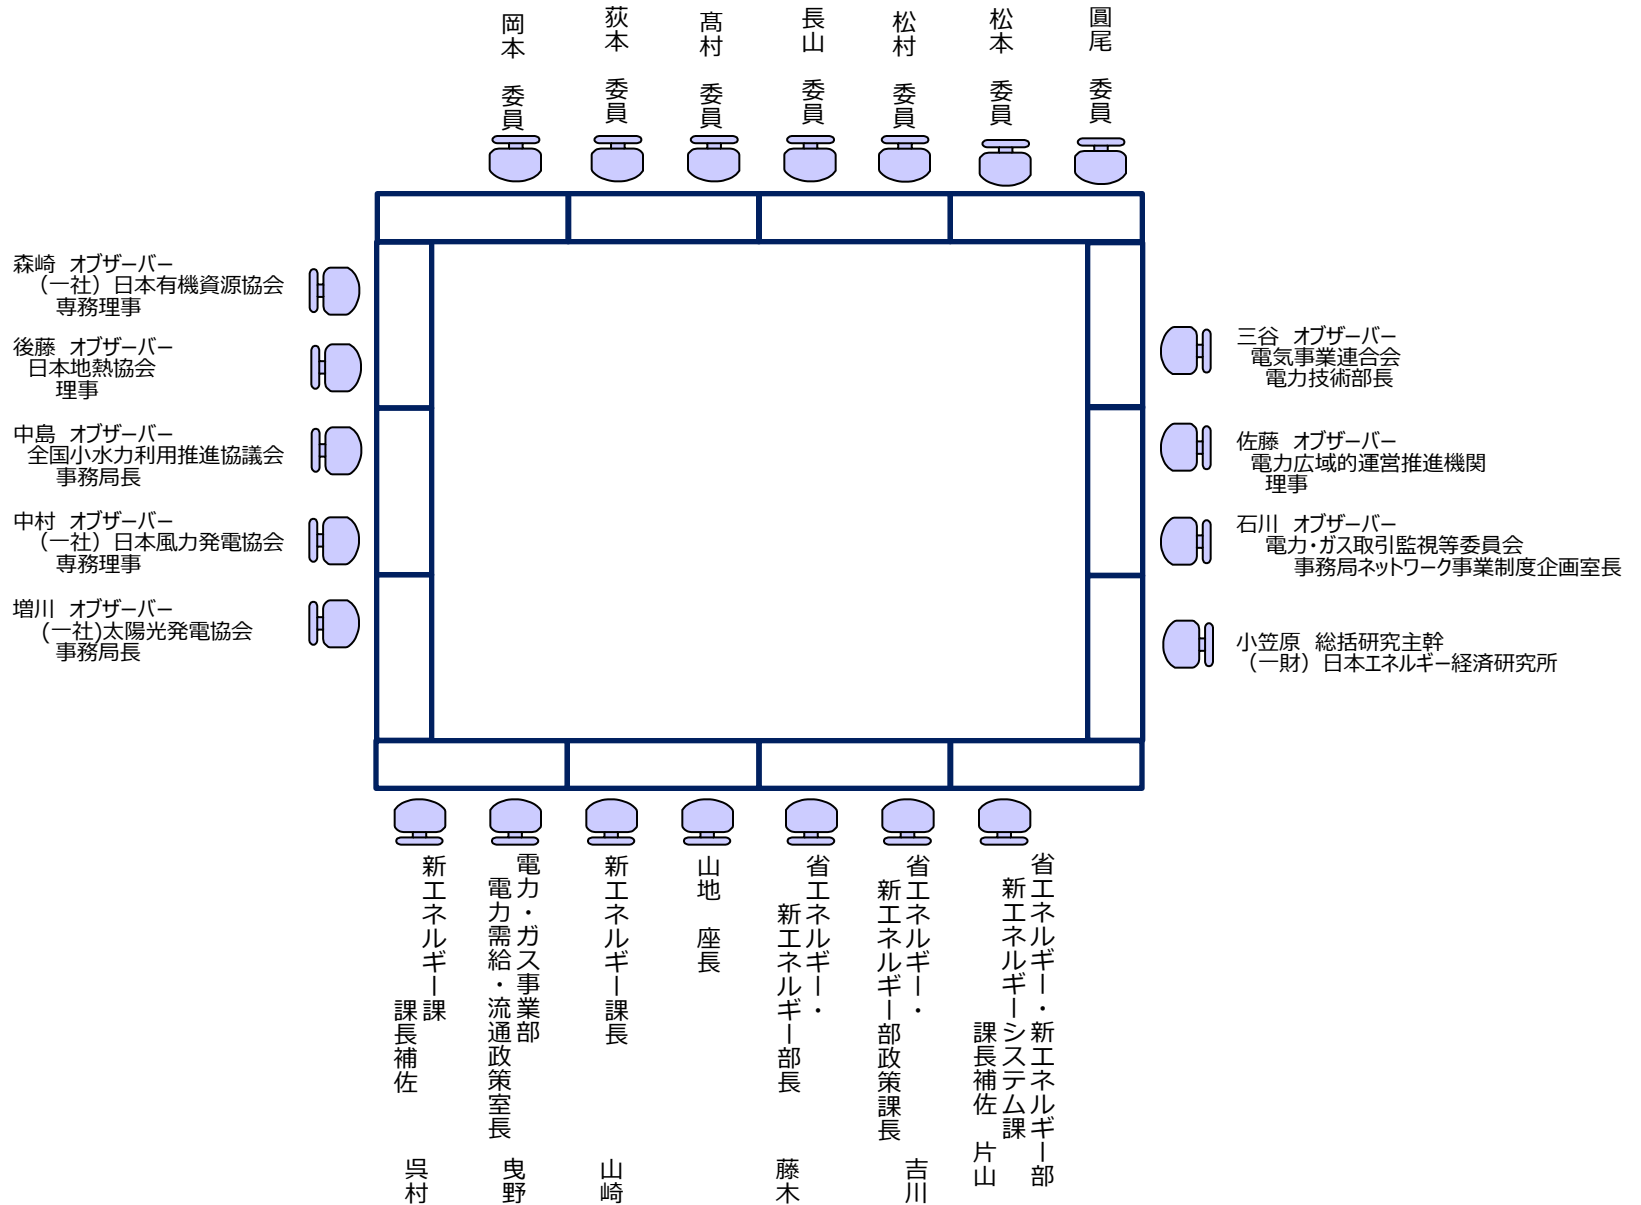 岡本　委員
荻本　委員
髙村　委員
長山　委員
松村　委員
松本　委員
圓尾　委員
森崎　オブザーバー
（一社）日本有機資源協会
専務理事
後藤　オブザーバー
日本地熱協会
理事
中島　オブザーバー
全国小水力利用推進協議会
事務局長
中村　オブザーバー
（一社）日本風力発電協会
専務理事
増川　オブザーバー
(一社)太陽光発電協会
事務局長
三谷　オブザーバー
電気事業連合会
電力技術部長
佐藤　オブザーバー
電力広域的運営推進機関
理事
石川　オブザーバー
電力・ガス取引監視等委員会
事務局ネットワーク事業制度企画室長
小笠原　総括研究主幹
（一財）日本エネルギー経済研究所
新エネルギー課
課長補佐
呉村
電力・ガス事業部
電力需給・流通政策室長
曳野
新エネルギー課長
山崎
山地　座長
省エネルギー・
新エネルギー部長
藤木
省エネルギー・
新エネルギー部政策課長
吉川
省エネルギー・新エネルギー部
新エネルギーシステム課
課長補佐　片山